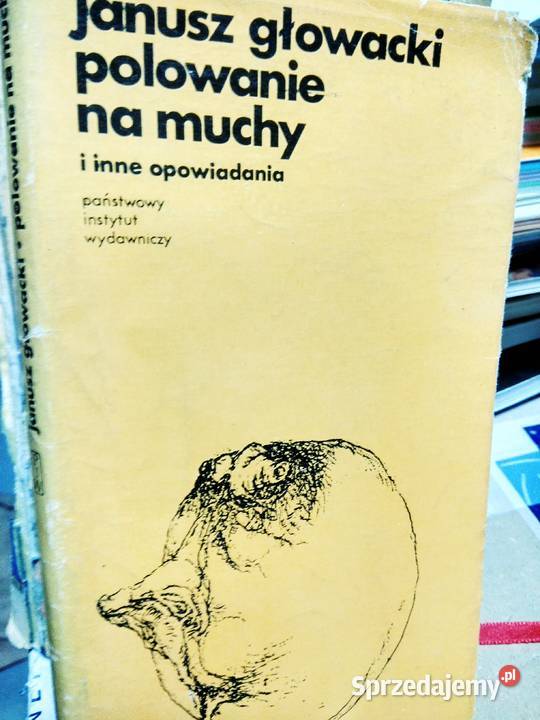 janusz głowacki
polowanie
na muchy
i inne opowiadania
państwowy
instytut
wydawniczy
janusz głowacki • polowanie na muchy
Sprzedajemy.pl